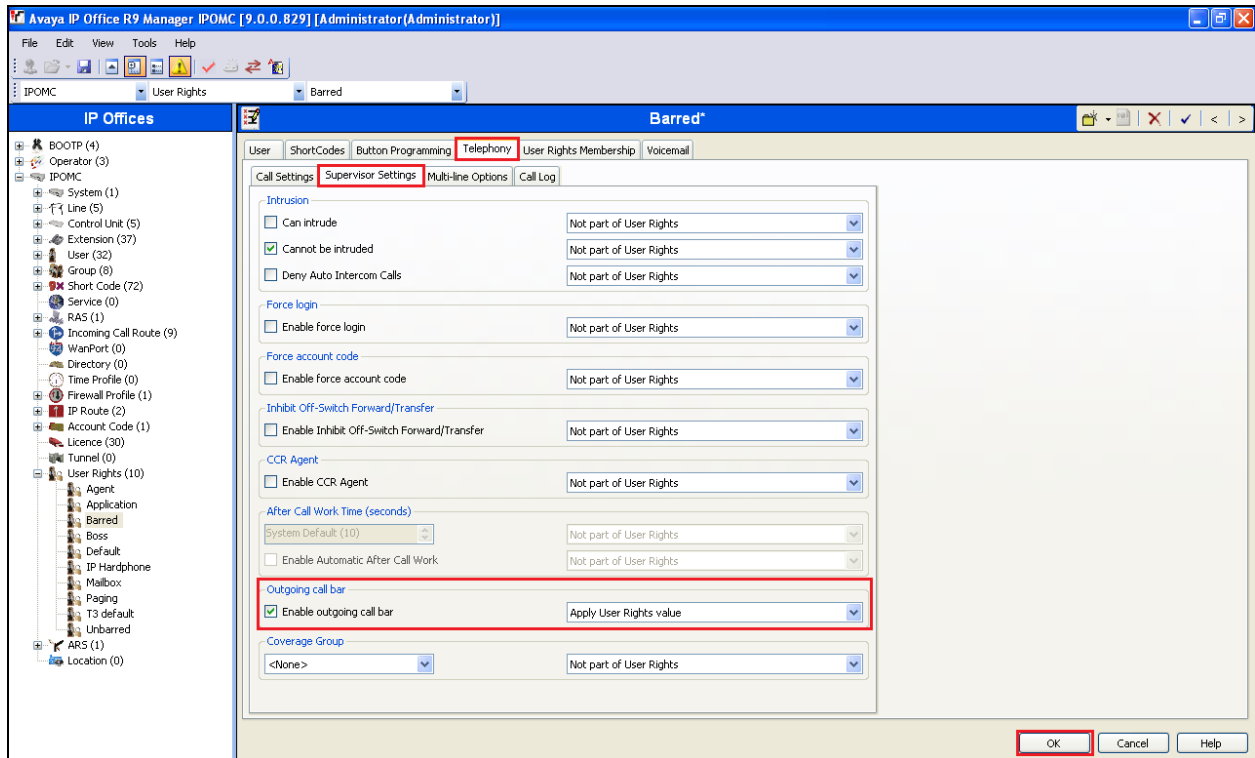 Avaya IP Office R9 Manager IPOMC [9.0.0.829] [Administrator(Administrator)]
File Edit View Tools Help
IPOMC User Rights Barred
IP Offices
BOOTP (4)
Operator (3)
IPOMC
System (1)
Line (5)
Control Unit (5)
Extension (37)
User (32)
Group (8)
Short Code (72)
Service (0)
RAS (1)
Incoming Call Route (9)
WanPort (0)
Directory (0)
Time Profile (0)
Firewall Profile (1)
IP Route (2)
Account Code (1)
Licence (30)
Tunnel (0)
User Rights (10)
Agent
Application
Barred
Boss
Default
IP Hardphone
Mailbox
Paging
T3 default
Unbarred
ARS (1)
Location (0)
Barred*
User ShortCodes Button Programming Telephony User Rights Membership Voicemail
Call Settings Supervisor Settings Multi-line Options Call Log
Intrusion
Can intrude Not part of User Rights
Cannot be intruded Not part of User Rights
Deny Auto Intercom Calls Not part of User Rights
Force login
Enable force login Not part of User Rights
Force account code
Enable force account code Not part of User Rights
Inhibit Off-Switch Forward/Transfer
Enable Inhibit Off-Switch Forward/Transfer Not part of User Rights
CCR Agent
Enable CCR Agent Not part of User Rights
After Call Work Time (seconds)
System Default (10) Not part of User Rights
Enable Automatic After Call Work Not part of User Rights
Outgoing call bar
Enable outgoing call bar Apply User Rights value
Coverage Group
<None> Not part of User Rights
OK Cancel Help